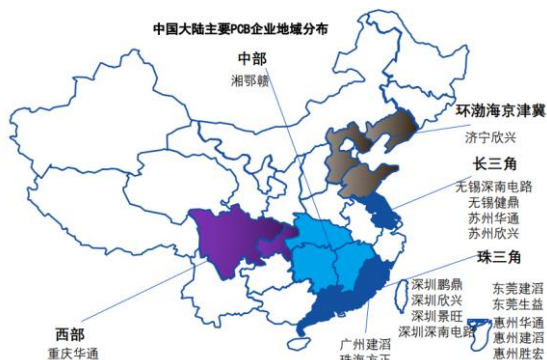 中国大陆主要PCB企业地域分布
中部
湘鄂赣
环渤海京津冀
济宁欣兴
长三角
无锡深南电路
无锡健鼎
苏州华通
苏州欣兴
珠三角
深圳鹏鼎
深圳欣兴
深圳景旺
深圳深南电路
东莞建滔
东莞生益
惠州华通
惠州建滔
惠州胜宏
广州建滔
珠海方正
西部
重庆华通